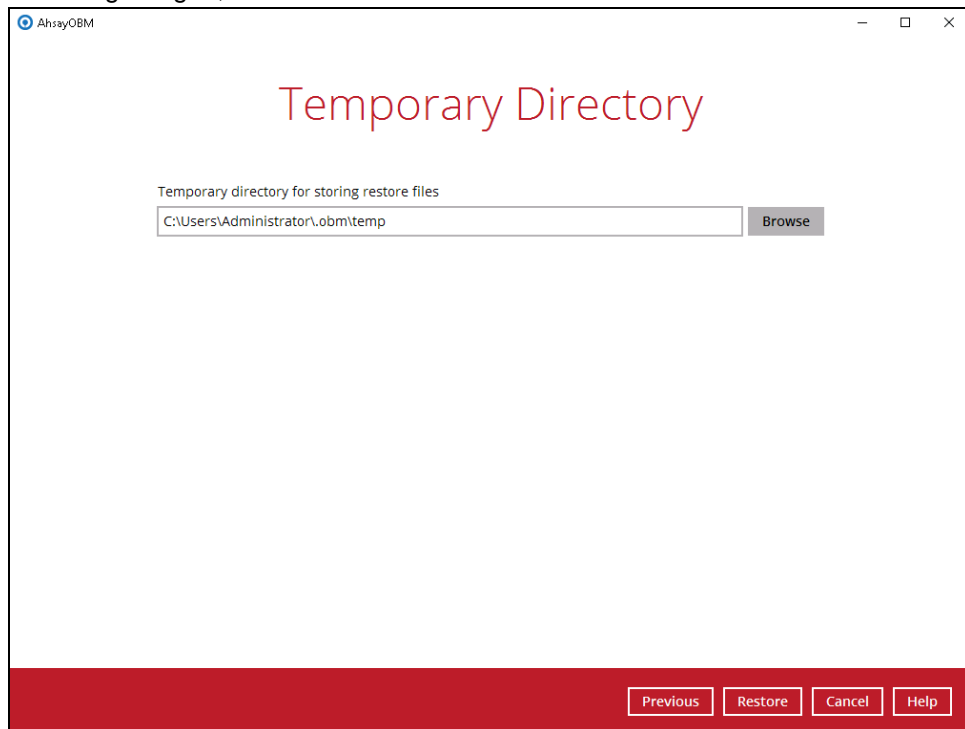 AhsayOBM
Temporary Directory
Temporary directory for storing restore files
C:\Users\Administrator\.obm\temp
Browse
Previous Restore Cancel Help